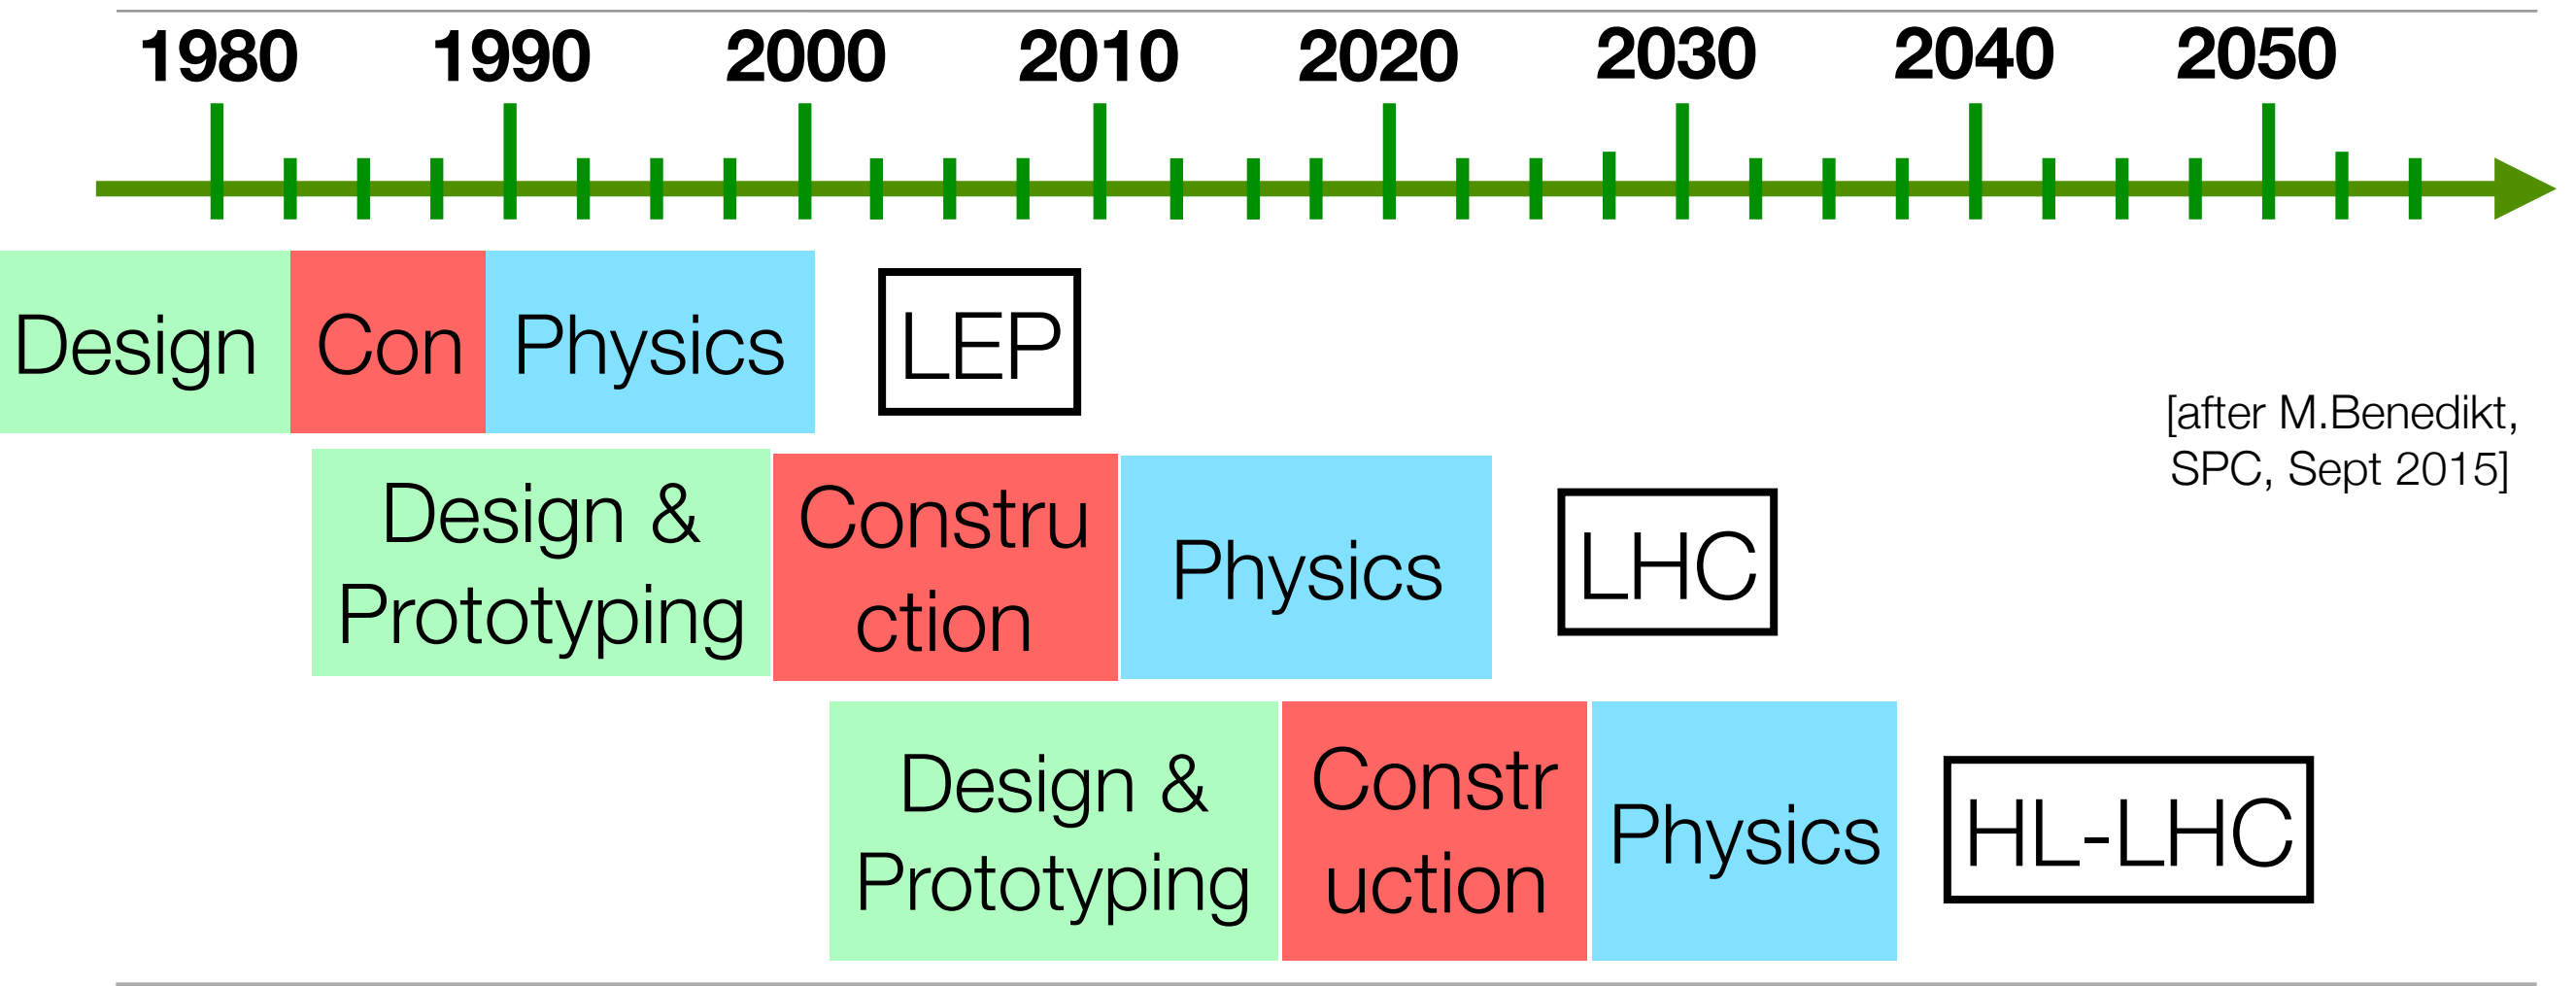 1980 1990 2000 2010 2020 2030 2040 2050
Design Con Physics LEP
[after M.Benedikt,
SPC, Sept 2015]
Design &
Prototyping
Constru
ction
Physics
LHC
Design &
Prototyping
Constr
uction
Physics
HL-LHC